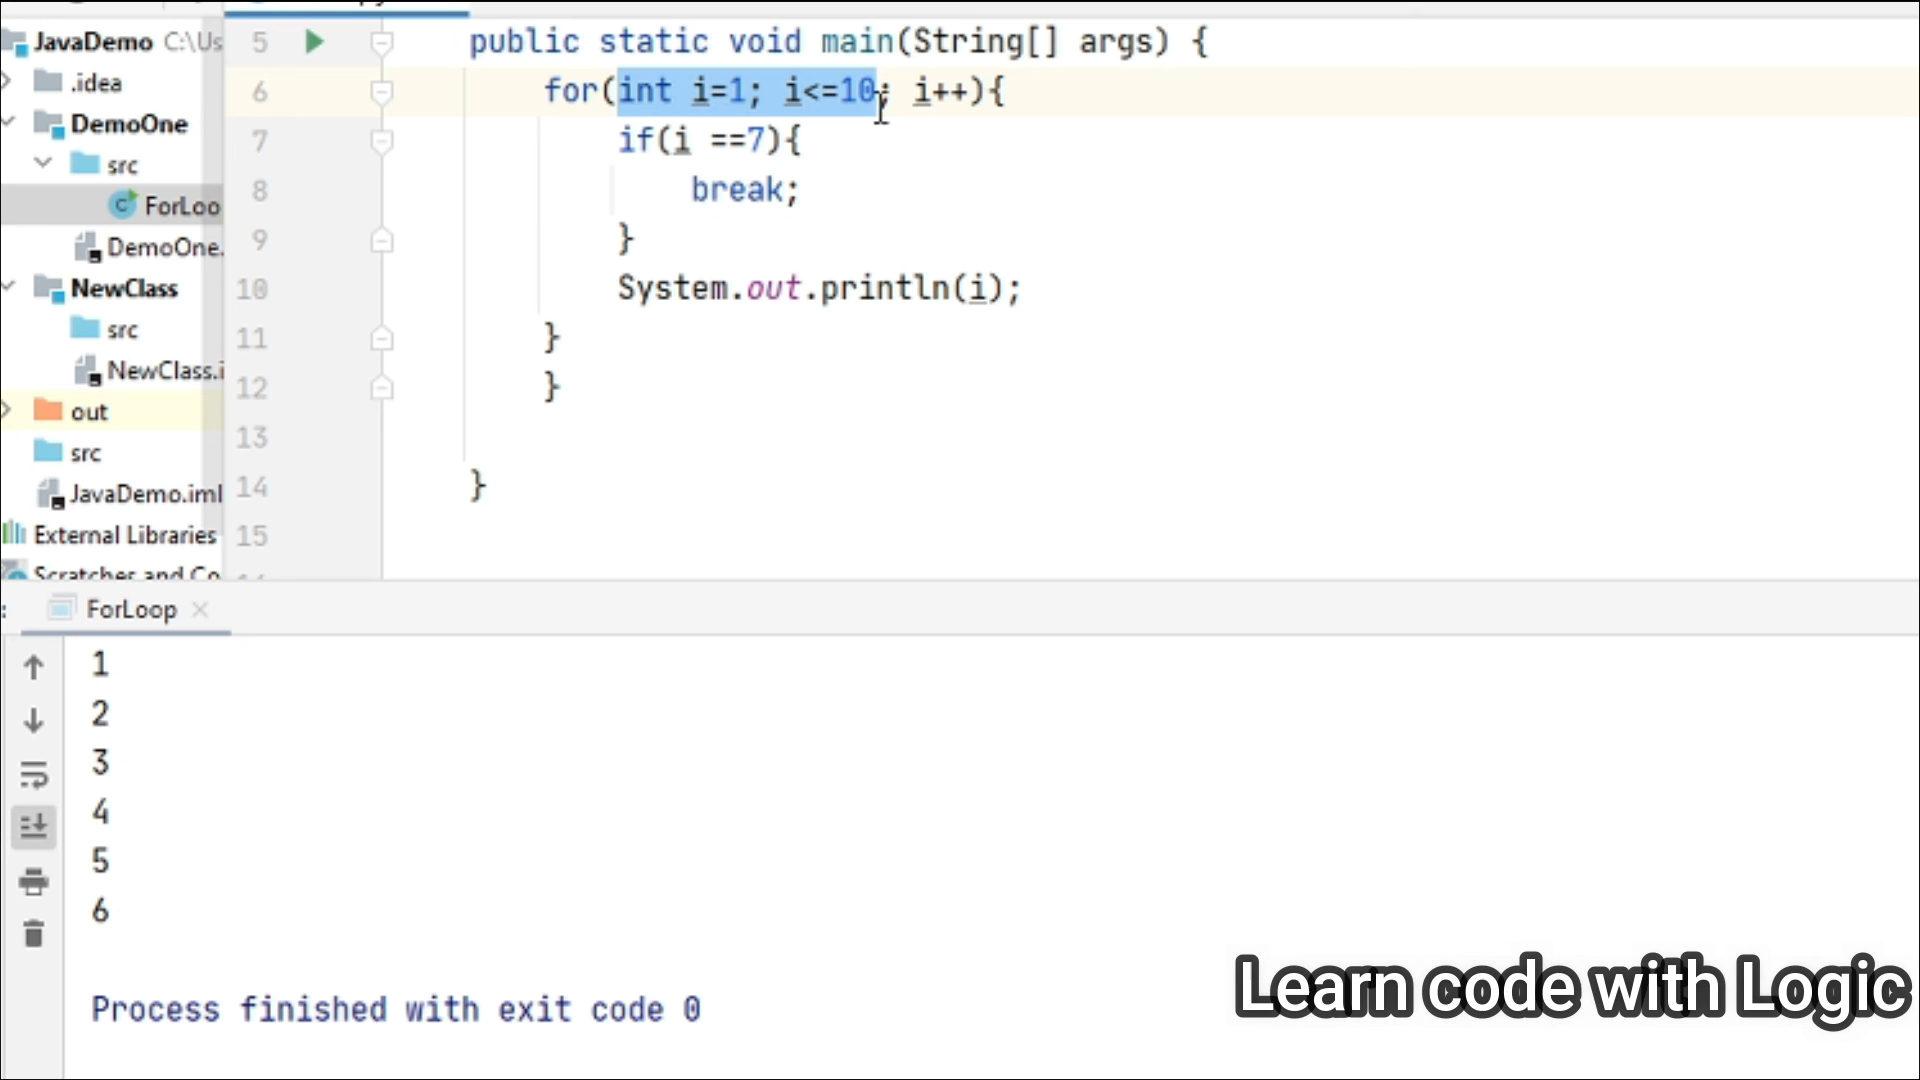 JavaDemo C:\Us
.idea
DemoOne
src
ForLoo
DemoOne.
NewClass
src
NewClass.i
out
src
JavaDemo.iml
External Libraries
Scratches and Co
5 public static void main(String[] args) {
6 for(int i=1; i<=10; i++){
7 if(i ==7){
8 break;
9 }
10 System.out.println(i);
11 }
12 }
13
14 }
15
ForLoop
1
2
3
4
5
6
Process finished with exit code 0
Learn code with Logic